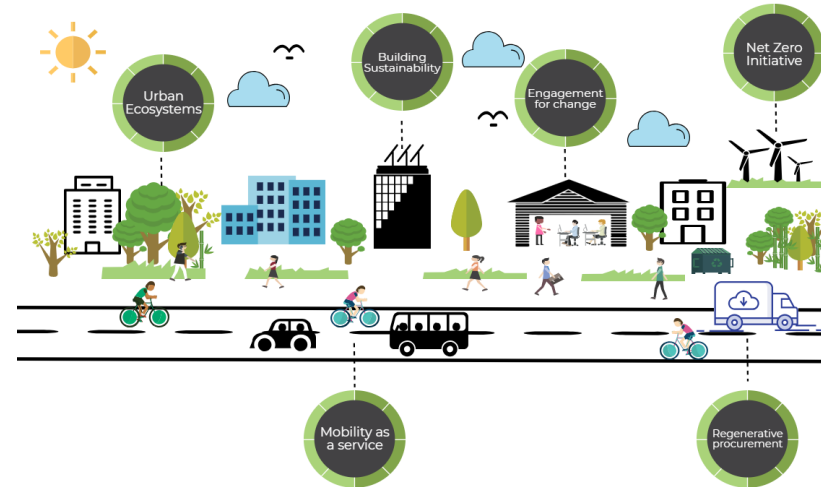 Urban
Ecosystems
Building
Sustainability
Engagement
for change
Net Zero
Initiative
Mobility as
a service
Regenerative
procurement